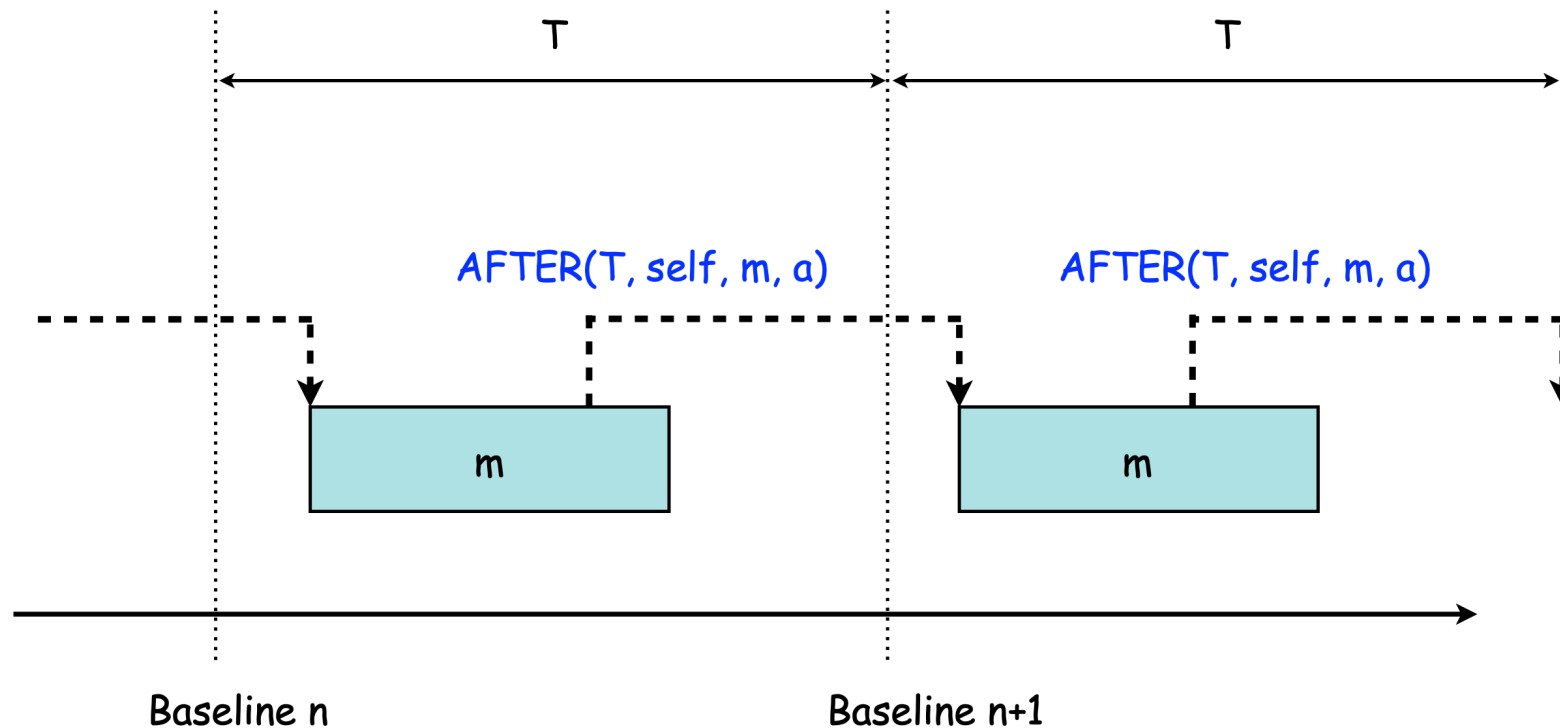 T
T
AFTER(T, self, m, a)
AFTER(T, self, m, a)
m
m
Baseline n
Baseline n+1